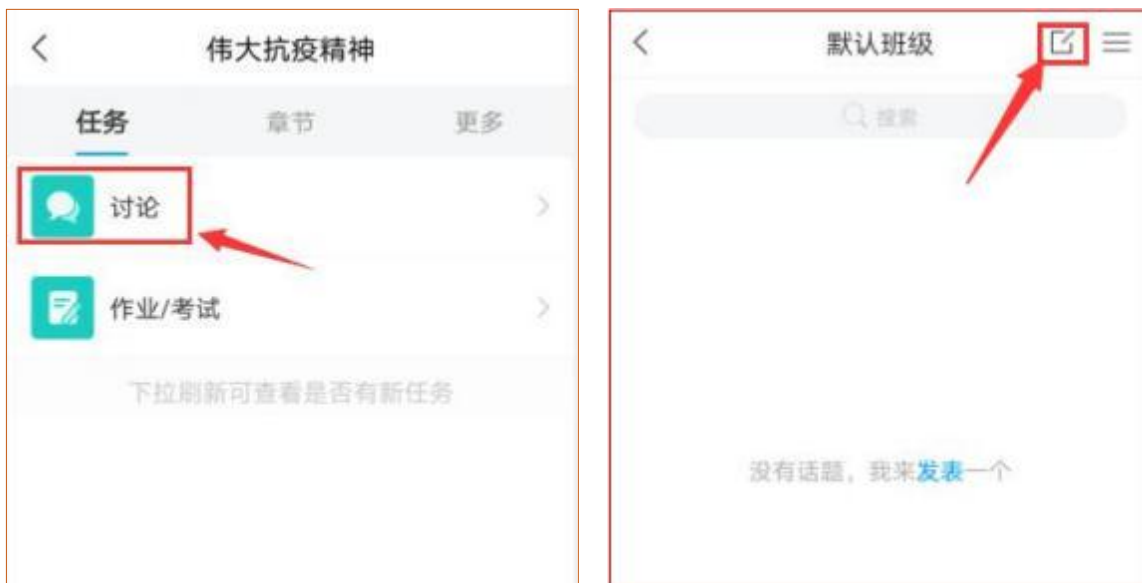 伟大抗疫精神
任务 章节 更多
讨论
作业/考试
下拉刷新可查看是否有新任务
默认班级
搜索
没有话题，我来发表一个